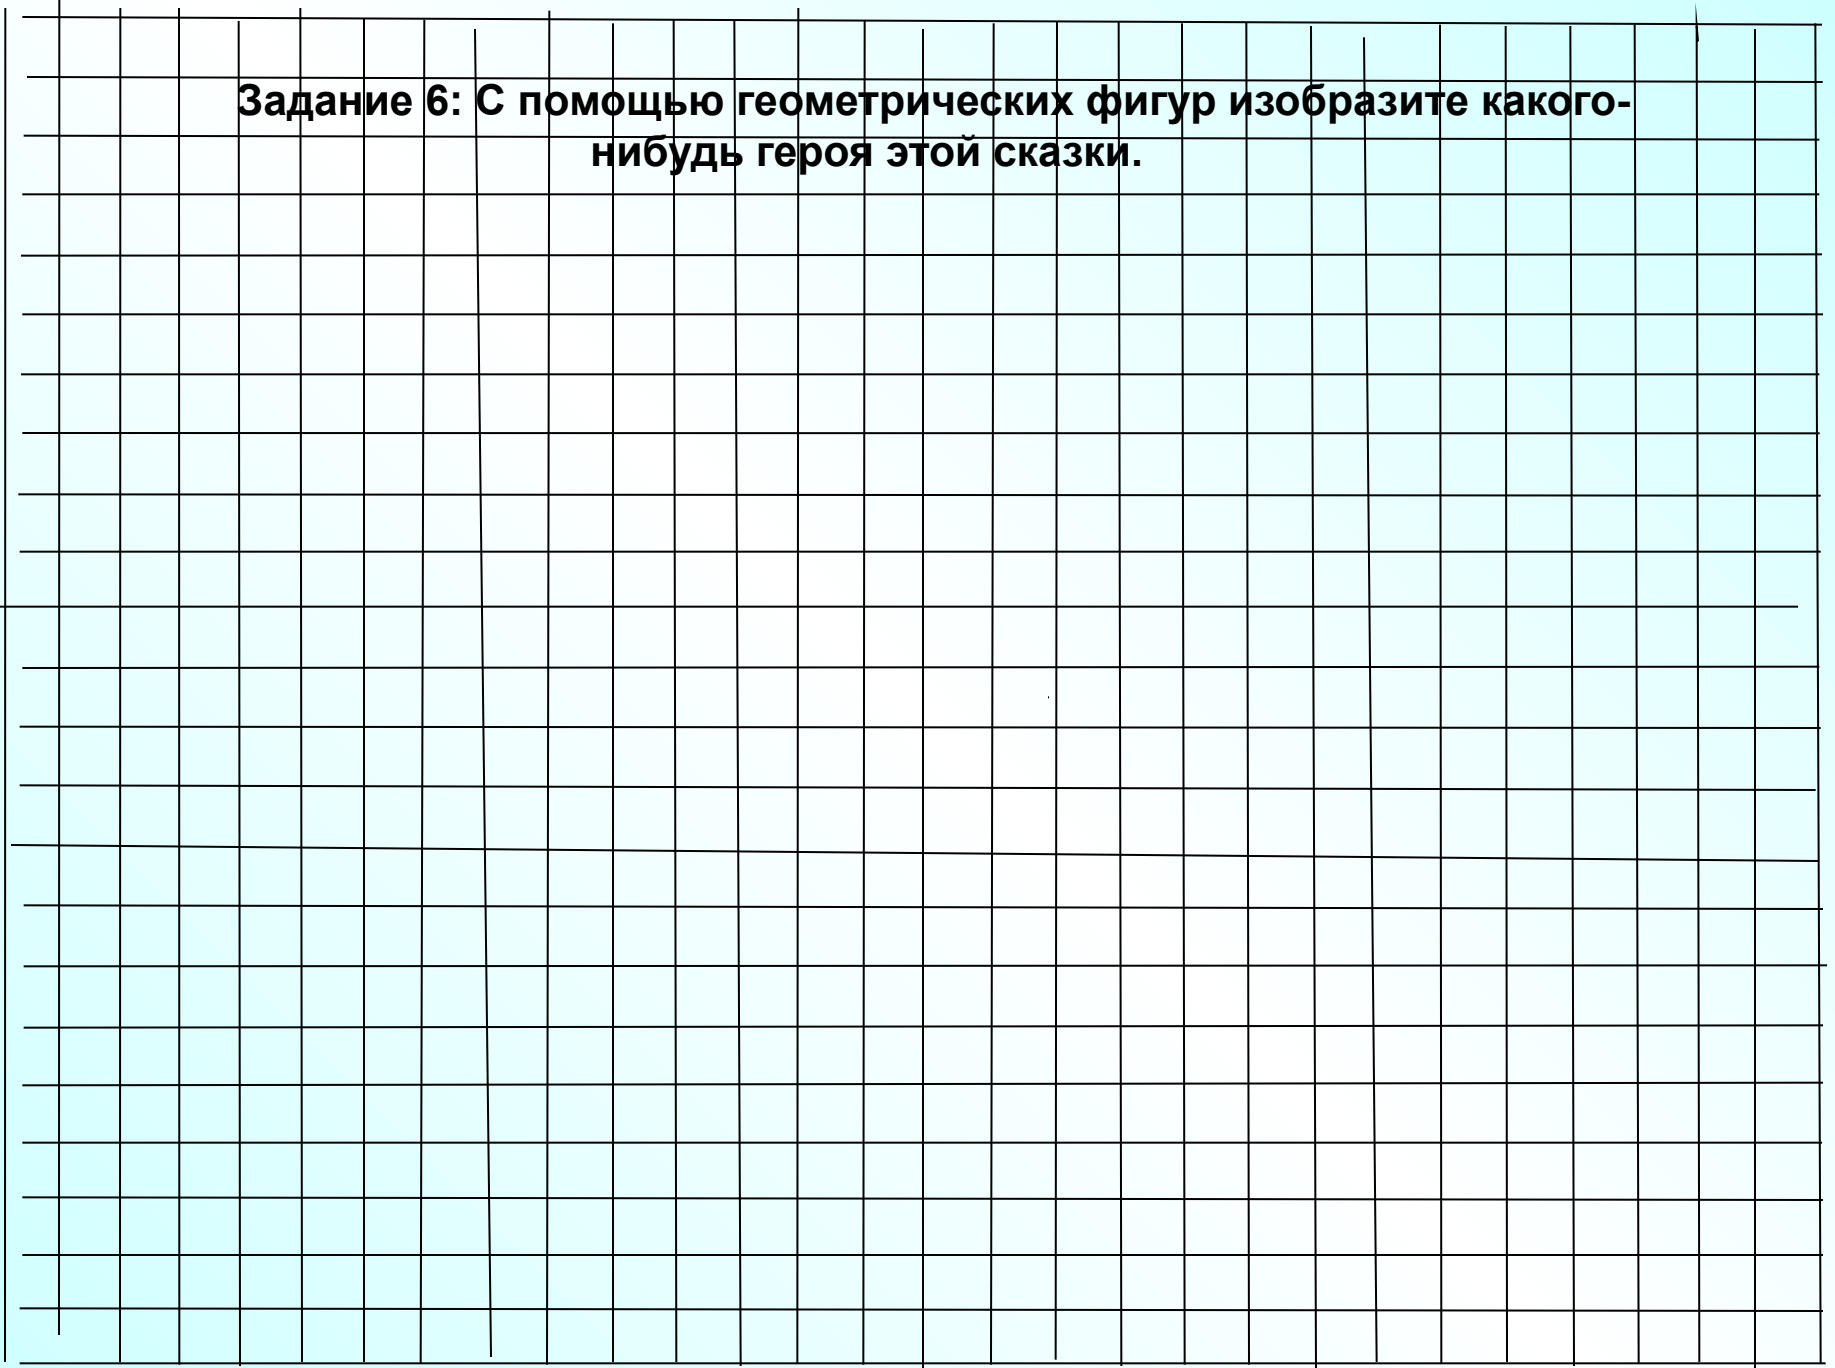 Задание 6: С помощью геометрических фигур изобразите какого-
нибудь героя этой сказки.